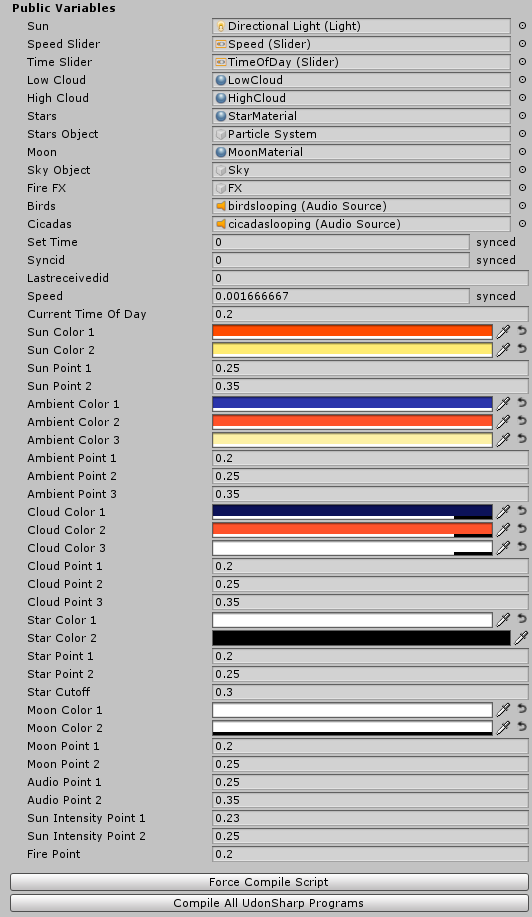 Public Variables
Sun Directional Light (Light)
Speed Slider Speed (Slider)
Time Slider TimeOfDay (Slider)
Low Cloud LowCloud
High Cloud HighCloud
Stars StarMaterial
Stars Object Particle System
Moon MoonMaterial
Sky Object Sky
Fire FX FX
Birds birdslooping (Audio Source)
Cicadas cicadaslooping (Audio Source)
Set Time 0 synced
Syncid 0 synced
Lastreceivedid 0
Speed 0.001666667 synced
Current Time Of Day 0.2
Sun Color 1
Sun Color 2
Sun Point 1 0.25
Sun Point 2 0.35
Ambient Color 1
Ambient Color 2
Ambient Color 3
Ambient Point 1 0.2
Ambient Point 2 0.25
Ambient Point 3 0.35
Cloud Color 1
Cloud Color 2
Cloud Color 3
Cloud Point 1 0.2
Cloud Point 2 0.25
Cloud Point 3 0.35
Star Color 1
Star Color 2
Star Point 1 0.2
Star Point 2 0.25
Star Cutoff 0.3
Moon Color 1
Moon Color 2
Moon Point 1 0.2
Moon Point 2 0.25
Audio Point 1 0.25
Audio Point 2 0.35
Sun Intensity Point 1 0.23
Sun Intensity Point 2 0.25
Fire Point 0.2
Force Compile Script
Compile All UdonSharp Programs